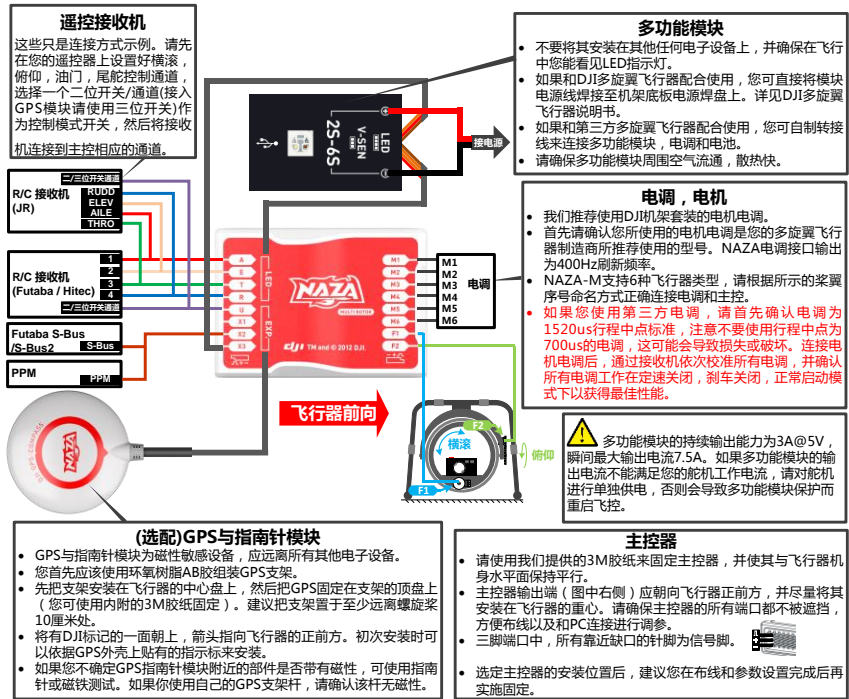 遥控接收机
这些只是连接方式示例。请先
在您的遥控器上设置好横滚，
俯仰，油门，尾舵控制通道，
选择一个二位开关/通道(接入
GPS模块请使用三位开关)作
为控制模式开关，然后将接收
机连接到主控相应的通道。
二/三位开关通道
R/C 接收机
(JR)
RUDD
ELEV
AILE
THRO
R/C 接收机
(Futaba / Hitec)
1
2
3
4
二/三位开关通道
Futaba S-Bus
/S-Bus2
S-Bus
PPM
PPM
LED
V-SEN
2S-6S
接电源
A
E
T
R
U
X1
X2
X3
LED
EXP
NAZA
MULTI ROTOR
dji TM and © 2012 DJI.
M1
M2
M3
M4
M5
M6
F1
F2
M1
M2
M3
M4
M5
M6
电调
飞行器前向
NAZA
DJI GPS COMPASS
横滚
F2
F1
俯仰
多功能模块
• 不要将其安装在其他任何电子设备上，并确保在飞行
中您能看见LED指示灯。
• 如果和DJI多旋翼飞行器配合使用，您可直接将模块
电源线焊接至机架底板电源焊盘上。详见DJI多旋翼
飞行器说明书。
• 如果和第三方多旋翼飞行器配合使用，您可自制转接
线来连接多功能模块，电调和电池。
• 请确保多功能模块周围空气流通，散热快。
电调，电机
• 我们推荐使用DJI机架套装的电机电调。
• 首先请确认您所使用的电机电调是您的多旋翼飞行
器制造商所推荐使用的型号。NAZA电调接口输出
为400Hz刷新频率。
• NAZA-M支持6种飞行器类型，请根据所示的桨翼
序号命名方式正确连接电调和主控。
• 如果您使用第三方电调，请首先确认电调为
1520us行程中点标准，注意不要使用行程中点为
700us的电调，这可能会导致损失或破坏。连接电
机电调后，通过接收机依次校准所有电调，并确认
所有电调工作在定速关闭，刹车关闭，正常启动模
式下以获得最佳性能。
多功能模块的持续输出能力为3A@5V，
瞬间最大输出电流7.5A。如果多功能模块的输
出电流不能满足您的舵机工作电流，请对舵机
进行单独供电，否则会导致多功能模块保护而
重启飞控。
(选配)GPS与指南针模块
• GPS与指南针模块为磁性敏感设备，应远离所有其他电子设备。
• 您首先应该使用环氧树脂AB胶组装GPS支架。
• 先把支架安装在飞行器的中心盘上，然后把GPS固定在支架的顶盘上
（您可使用内附的3M胶纸固定）。建议把支架置于至少远离螺旋桨
10厘米处。
• 将有DJI标记的一面朝上，箭头指向飞行器的正前方。初次安装时可
以依据GPS外壳上贴有的指示标来安装。
• 如果您不确定GPS指南针模块附近的部件是否带有磁性，可使用指南
针或磁铁测试。如果你使用自己的GPS支架杆，请确认该杆无磁性。
主控器
• 请使用我们提供的3M胶纸来固定主控器，并使其与飞行器机
身水平面保持平行。
• 主控器输出端（图中右侧）应朝向飞行器正前方，并尽量将其
安装在飞行器的重心。请确保主控器的所有端口都不被遮挡，
方便布线以及和PC连接进行调参。
• 三脚端口中，所有靠近缺口的针脚为信号脚。
• 选定主控器的安装位置后，建议您在布线和参数设置完成后再
实施固定。